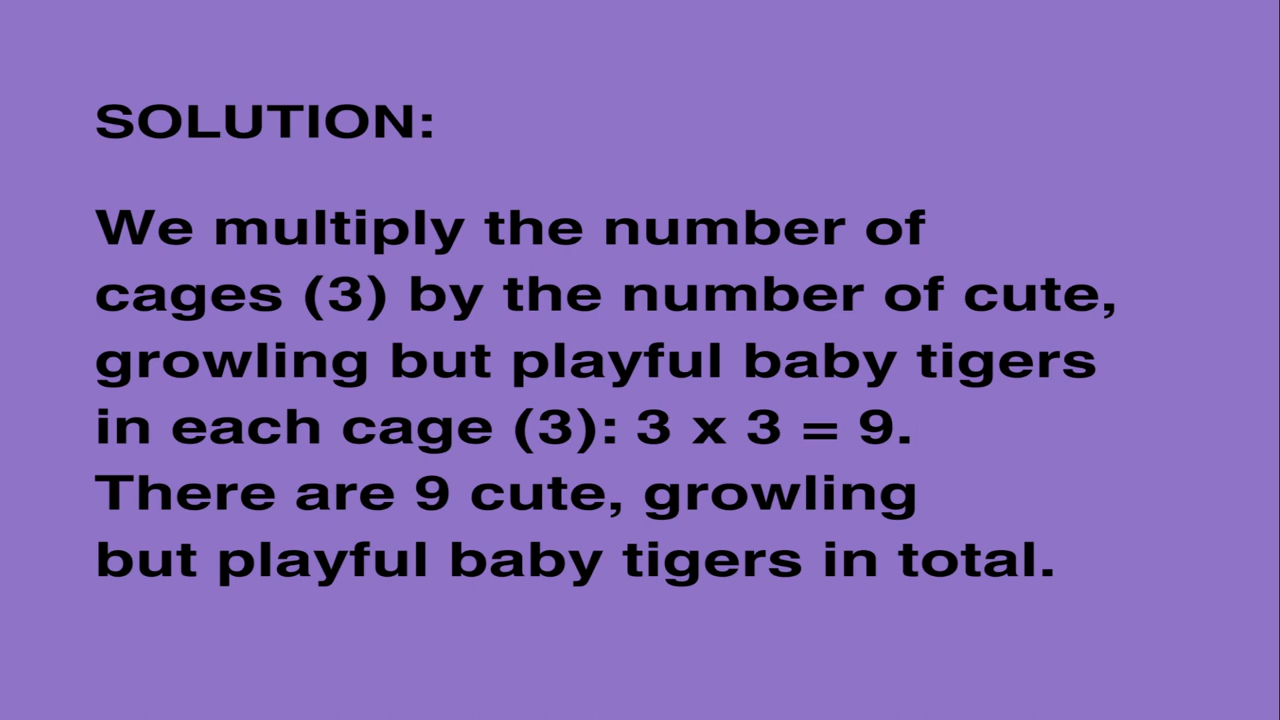 SOLUTION:
We multiply the number of
cages (3) by the number of cute,
growling but playful baby tigers
in each cage (3): 3 x 3 = 9.
There are 9 cute, growling
but playful baby tigers in total.